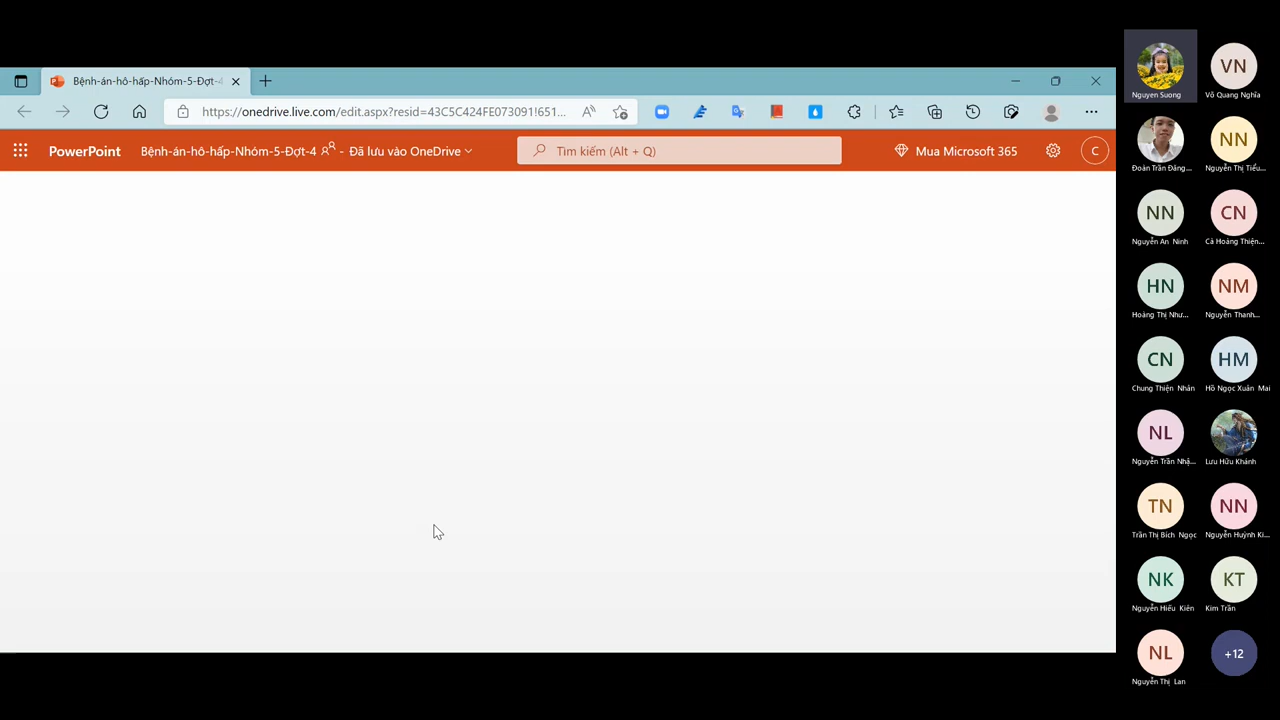 Bệnh-án-hô-hấp-Nhóm-5-Đợt-4
https://onedrive.live.com/edit.aspx?resid=43C5C424FE073091!651...
PowerPoint
Bệnh-án-hô-hấp-Nhóm-5-Đợt-4 - Đã lưu vào OneDrive
Tìm kiếm (Alt + Q)
Mua Microsoft 365
C
Nguyen Suong
VN
Võ Quang Nghĩa
Đoàn Trần Đăng...
NN
Nguyễn Thị Tiểu...
NN
Nguyễn An Ninh
CN
Cả Hoàng Thiện...
HN
Hoàng Thị Như...
NM
Nguyễn Thanh...
CN
Chung Thiện Nhân
HM
Hồ Ngọc Xuân Mai
NL
Nguyễn Trần Nhậ...
Lưu Hữu Khánh
TN
Trần Thị Bích Ngọc
NN
Nguyễn Huỳnh Ki...
NK
Nguyễn Hiếu Kiên
KT
Kim Trần
NL
Nguyễn Thị Lan
+12